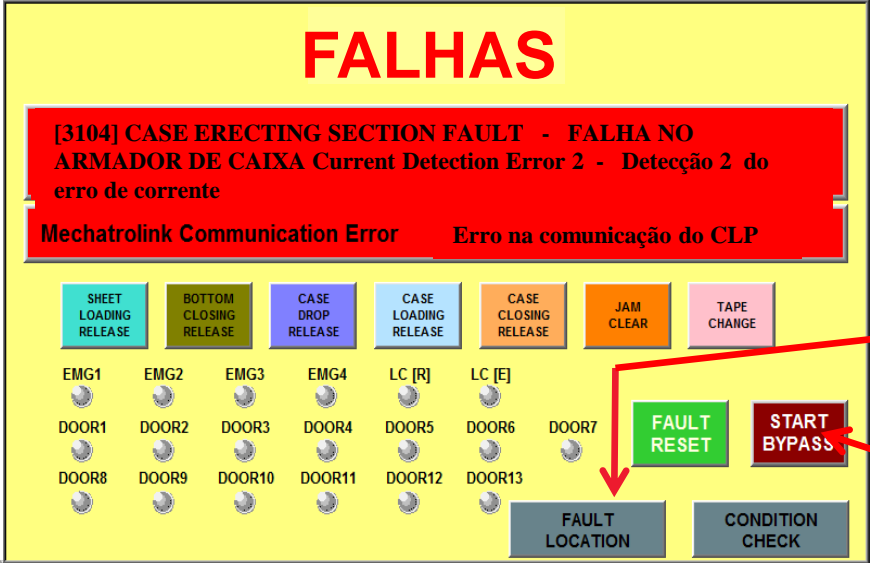 FALHAS
[3104] CASE ERECTING SECTION FAULT - FALHA NO
ARMADOR DE CAIXA Current Detection Error 2 - Detecção 2 do
erro de corrente
Mechatrolink Communication Error Erro na comunicação do CLP
SHEET
LOADING
RELEASE
BOTTOM
CLOSING
RELEASE
CASE
DROP
RELEASE
CASE
LOADING
RELEASE
CASE
CLOSING
RELEASE
JAM
CLEAR
TAPE
CHANGE
EMG1 EMG2 EMG3 EMG4 LC [R] LC [E]
DOOR1 DOOR2 DOOR3 DOOR4 DOOR5 DOOR6 DOOR7
DOOR8 DOOR9 DOOR10 DOOR11 DOOR12 DOOR13
FAULT
RESET
START
BYPASS
FAULT
LOCATION
CONDITION
CHECK